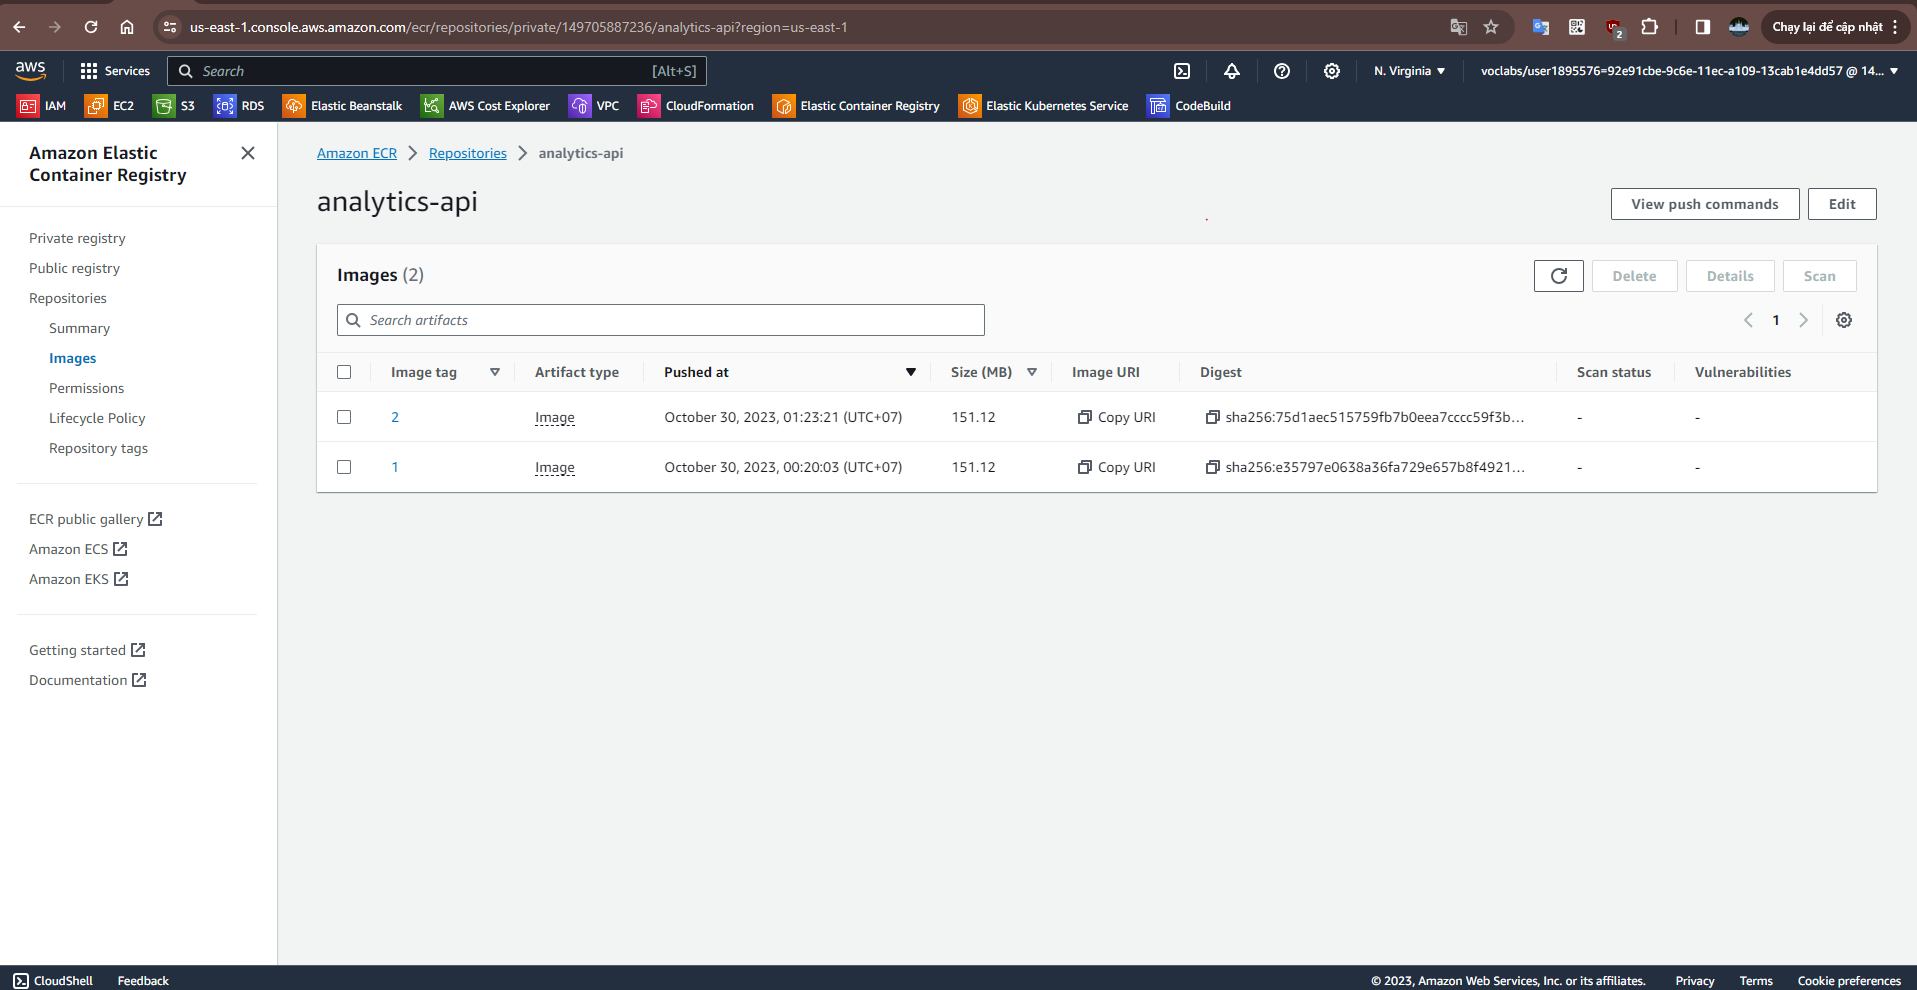 us-east-1.console.aws.amazon.com/ecr/repositories/private/149705887236/analytics-api?region=us-east-1
2
Chạy lại để cập nhật
aws
Services
Search
[Alt+S]
N. Virginia
voclabs/user1895576=92e91cbe-9c6e-11ec-a109-13cab1e4dd57 @ 14...
IAM
EC2
S3
RDS
Elastic Beanstalk
AWS Cost Explorer
VPC
CloudFormation
Elastic Container Registry
Elastic Kubernetes Service
CodeBuild
Amazon Elastic
Container Registry
Private registry
Public registry
Repositories
Summary
Images
Permissions
Lifecycle Policy
Repository tags
ECR public gallery
Amazon ECS
Amazon EKS
Getting started
Documentation
Amazon ECR > Repositories > analytics-api
analytics-api
View push commands
Edit
Images (2)
Delete
Details
Scan
Search artifacts
1
Image tag Artifact type Pushed at Size (MB) Image URI Digest Scan status Vulnerabilities
2 Image October 30, 2023, 01:23:21 (UTC+07) 151.12 Copy URI sha256:75d1aec515759fb7b0eea7cccc59f3b... - -
1 Image October 30, 2023, 00:20:03 (UTC+07) 151.12 Copy URI sha256:e35797e0638a36fa729e657b8f4921... - -
CloudShell
Feedback
© 2023, Amazon Web Services, Inc. or its affiliates.
Privacy
Terms
Cookie preferences